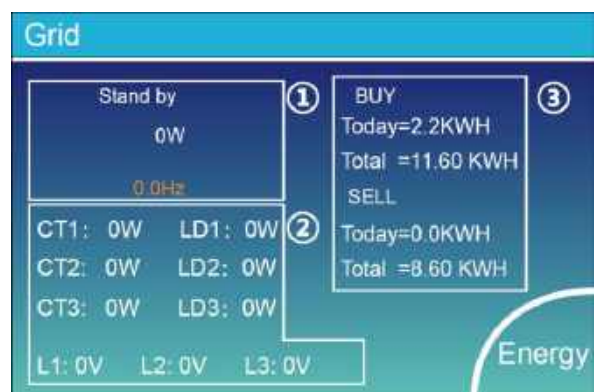 Grid
Stand by
0W
0.0Hz
①
CT1: 0W LD1: 0W
CT2: 0W LD2: 0W
CT3: 0W LD3: 0W
L1: 0V L2: 0V L3: 0V
②
BUY
Today=2.2KWH
Total =11.60 KWH
SELL
Today=0.0KWH
Total =8.60 KWH
③
Energy